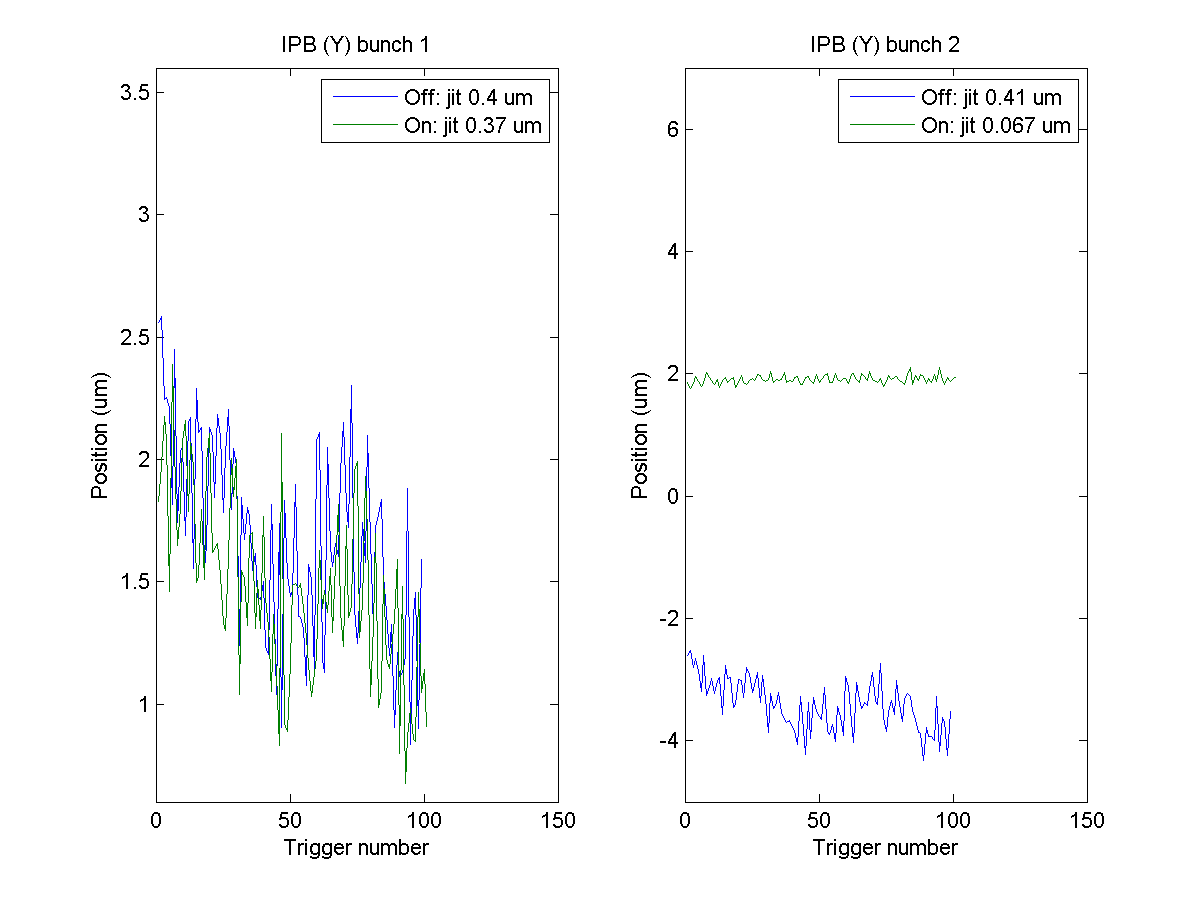 IPB (Y) bunch 1
Off: jit 0.4 um
On: jit 0.37 um
3.5
3
2.5
2
1.5
1
Position (um)
0
50
100
150
Trigger number
IPB (Y) bunch 2
Off: jit 0.41 um
On: jit 0.067 um
6
4
2
0
-2
-4
Position (um)
0
50
100
150
Trigger number